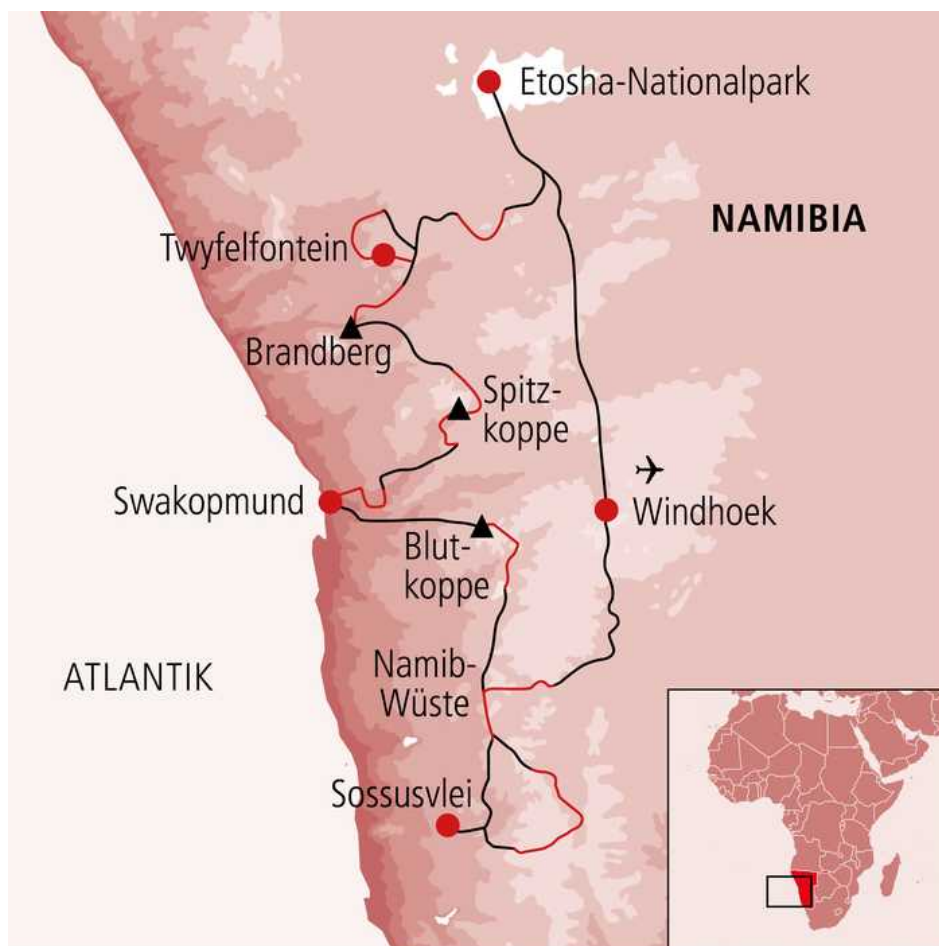 Etosha-Nationalpark
NAMIBIA
Twyfelfontein
Brandberg
Spitz-
koppe
Swakopmund
Windhoek
Blut-
koppe
ATLANTIK
Namib-
Wüste
Sossusvlei